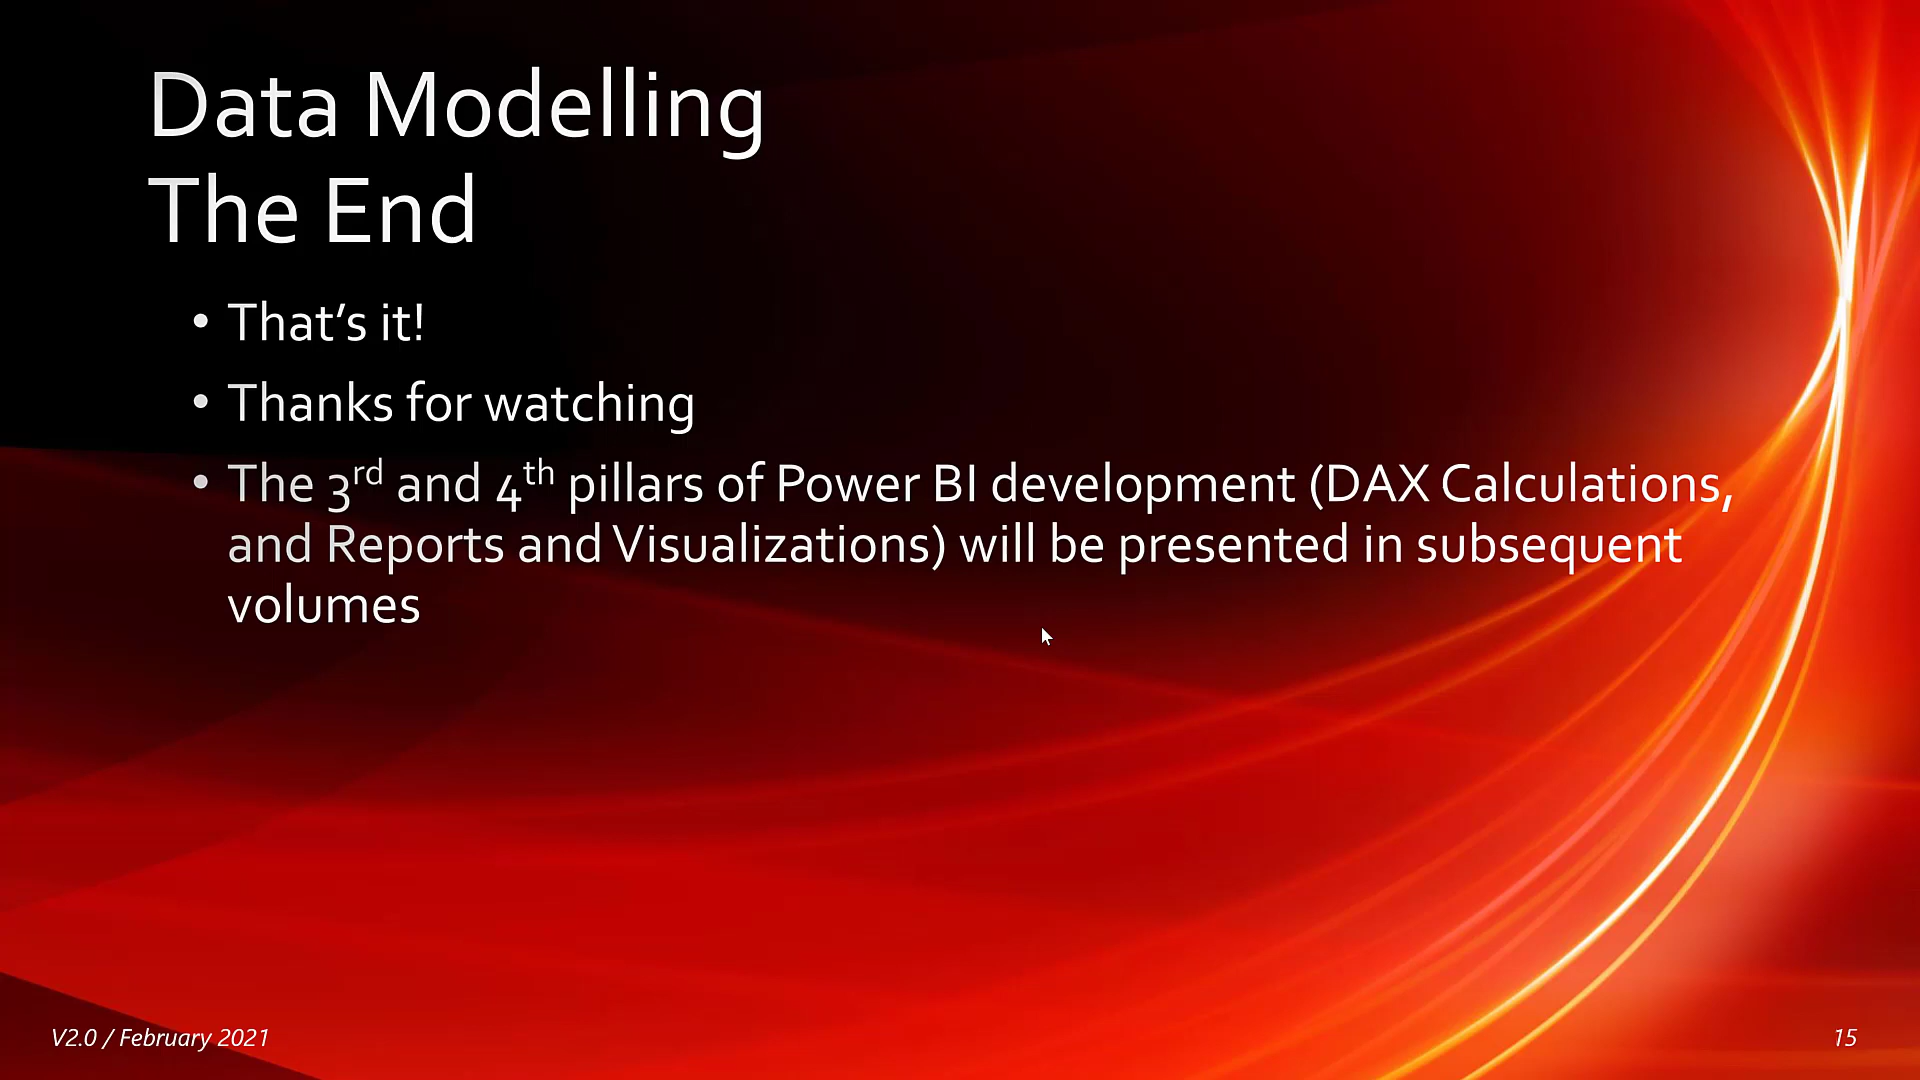 Data Modelling
The End
• That’s it!
• Thanks for watching
• The 3rd and 4th pillars of Power BI development (DAX Calculations,
and Reports and Visualizations) will be presented in subsequent
volumes
V2.0 / February 2021
15